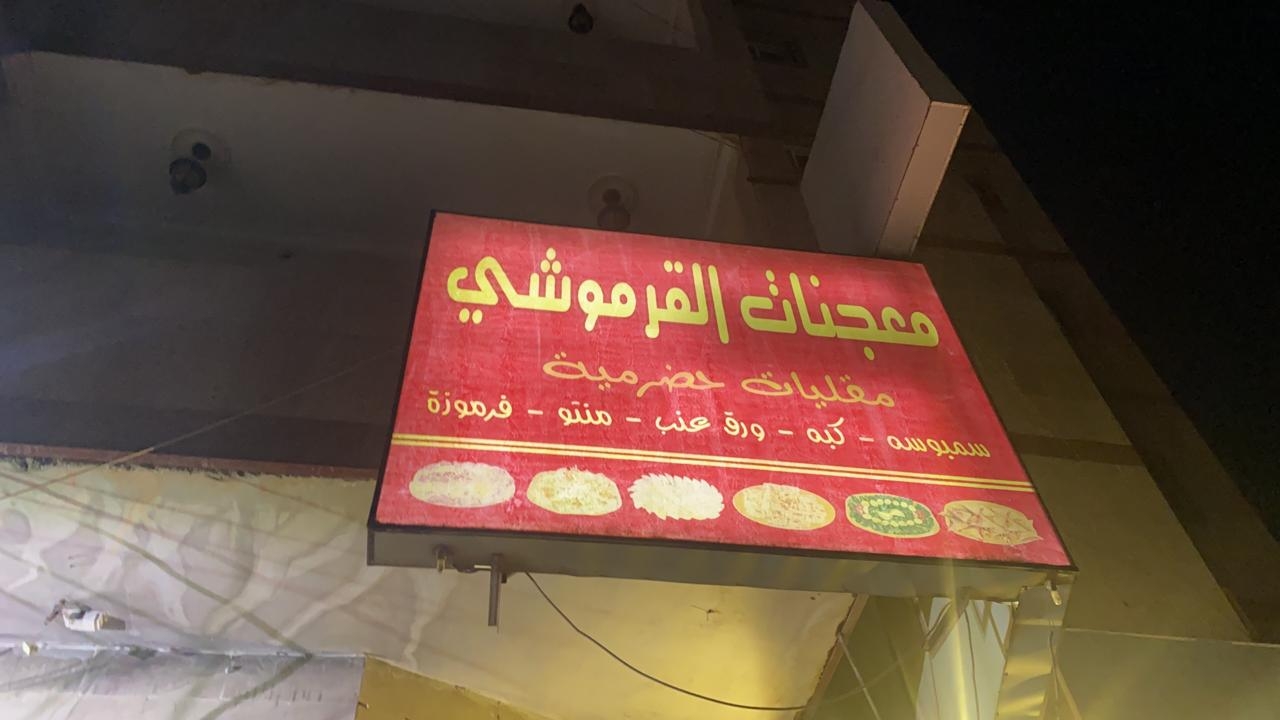 معجنات القرموشي
مقليات حضرمية
سمبوسه - كبه - ورق عنب - منتو - فرموزة